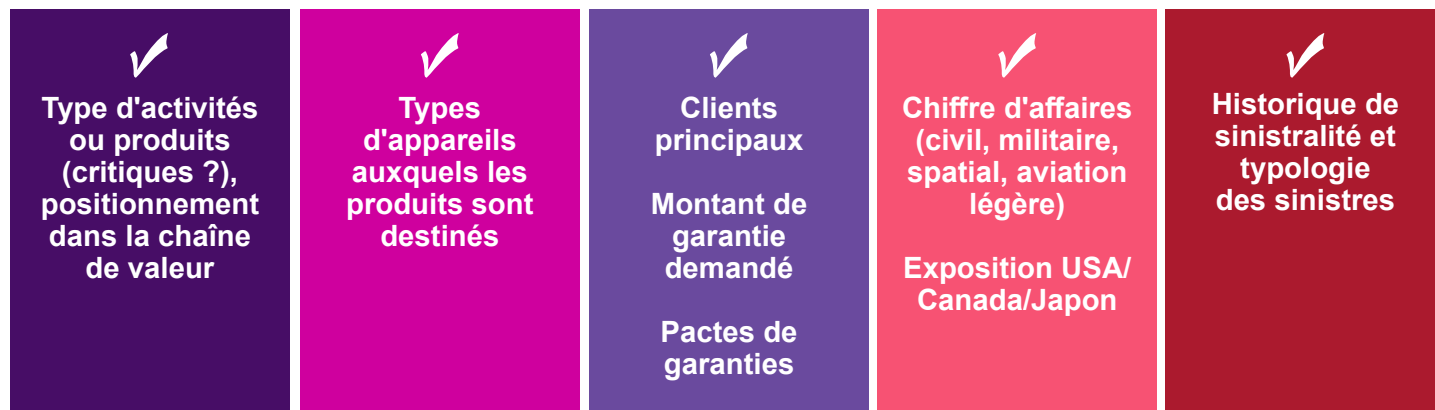 Type d'activités
ou produits
(critiques ?),
positionnement
dans la chaîne
de valeur
Types
d'appareils
auxquels les
produits sont
destinés
Clients
principaux
Montant de
garantie
demandé
Pactes de
garanties
Chiffre d'affaires
(civil, militaire,
spatial, aviation
légère)
Exposition USA/
Canada/Japon
Historique de
sinistralité et
typologie
des sinistres